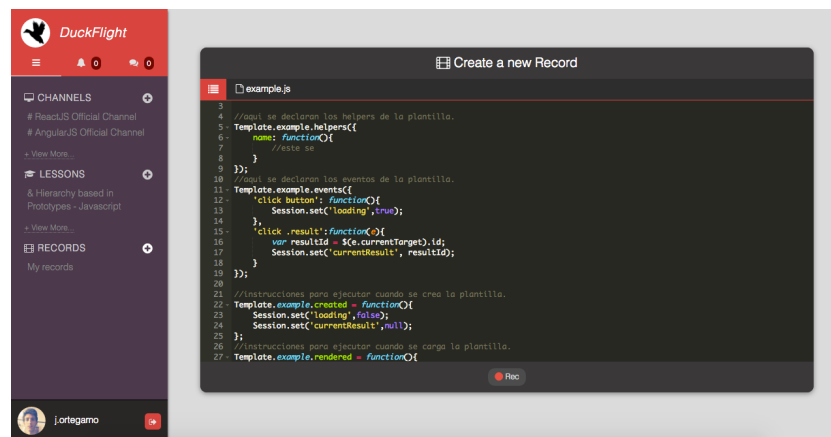 DuckFlight
0
0
CHANNELS
# ReactJS Official Channel
# AngularJS Official Channel
+ View More...
LESSONS
& Hierarchy based in
Prototypes - Javascript
+ View More...
RECORDS
My records
j.ortegamo
Create a new Record
example.js
3
4 //aqui se declaran los helpers de la plantilla.
5 Template.example.helpers({
6 name: function(){
7 //este se
8 }
9 });
10 //aqui se declaran los eventos de la plantilla.
11 Template.example.events({
12 'click button': function(){
13 Session.set('loading',true);
14 },
15 'click .result':function(e){
16 var resultId = $(e.currentTarget).id;
17 Session.set('currentResult', resultId);
18 }
19 });
20
21 //instrucciones para ejecutar cuando se crea la plantilla.
22 Template.example.created = function(){
23 Session.set('loading',false);
24 Session.set('currentResult',null);
25 };
26 //instrucciones para ejecutar cuando se carga la plantilla.
27 Template.example.rendered = function(){
Rec